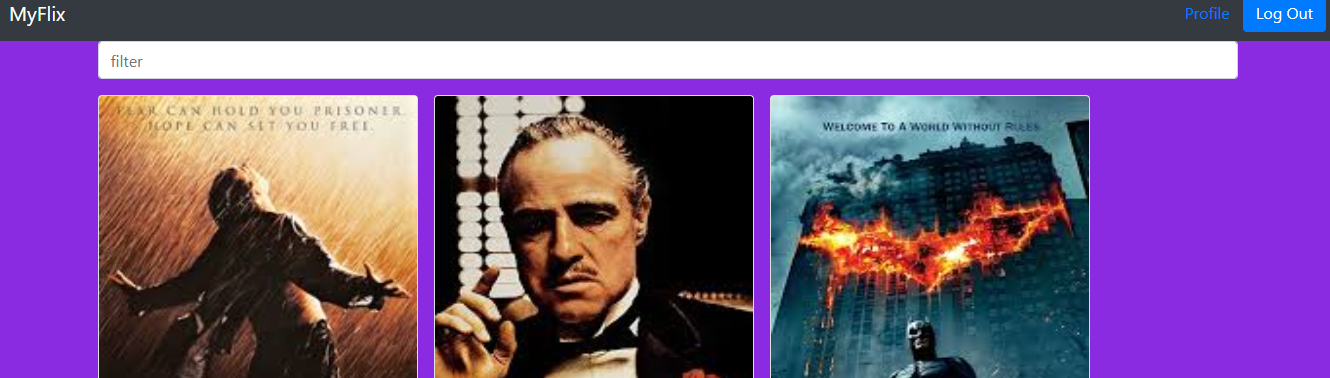 MyFlix
Profile
Log Out
filter
FEAR CAN HOLD YOU PRISONER.
HOPE CAN SET YOU FREE.
WELCOME TO A WORLD WITHOUT RULES.